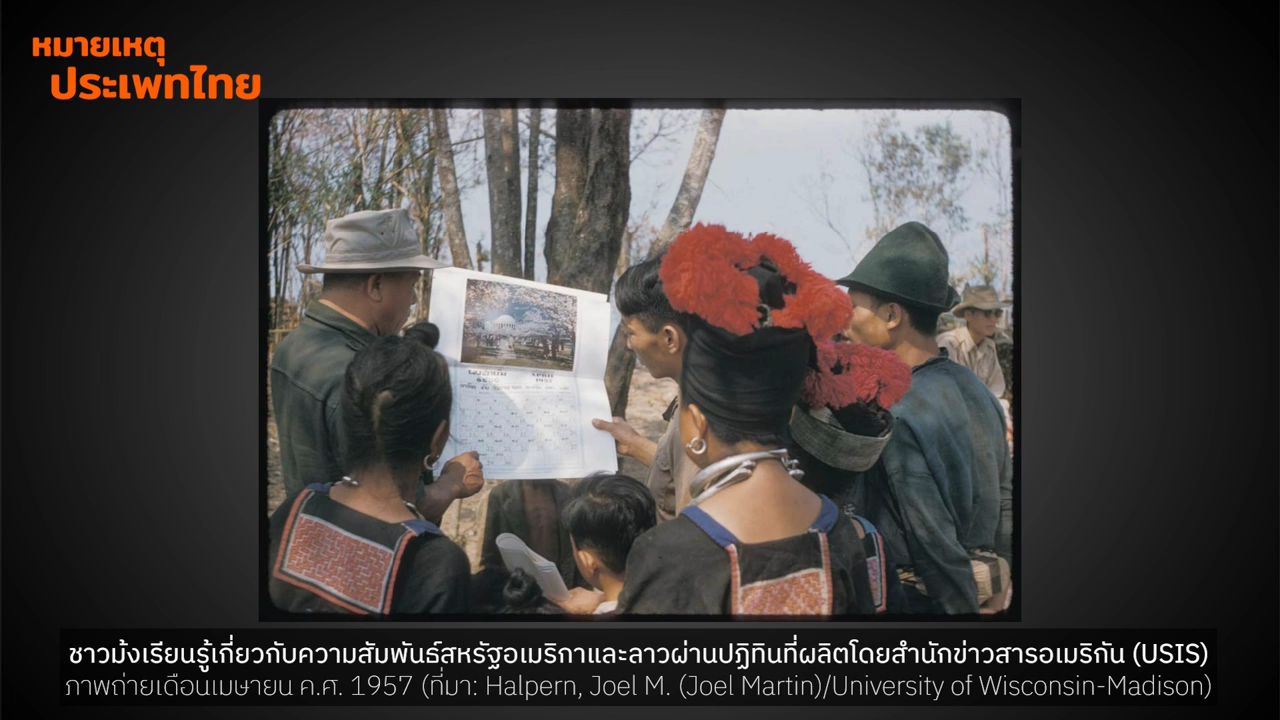 หมายเหตุ
ประเพทไทย
ชาวม้งเรียนรู้เกี่ยวกับความสัมพันธ์สหรัฐอเมริกาและลาวผ่านปฏิทินที่ผลิตโดยสำนักข่าวสารอเมริกัน (USIS)
ภาพถ่ายเดือนเมษายน ค.ศ. 1957 (ที่มา: Halpern, Joel M. (Joel Martin)/University of Wisconsin-Madison)